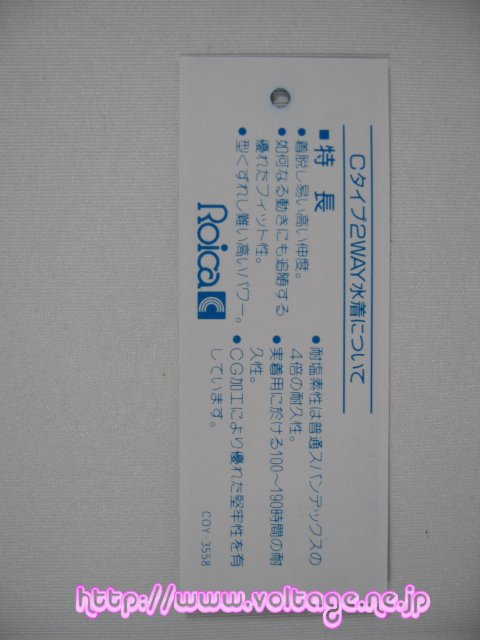 Cタイプ2WAY水着について
■特長
●着脱し易い高い伸度。
●如何なる動きにも追随する
優れたフィット性。
●型くずれし難い高いパワー。
Roica C
●耐塩素性は普通スパンデックスの
4倍の耐久性。
●実着用に於ける100～190時間の耐
久性。
●CG加工により優れた堅牢性を有
しています。
COY 3558
http://www.voltage.ne.jp